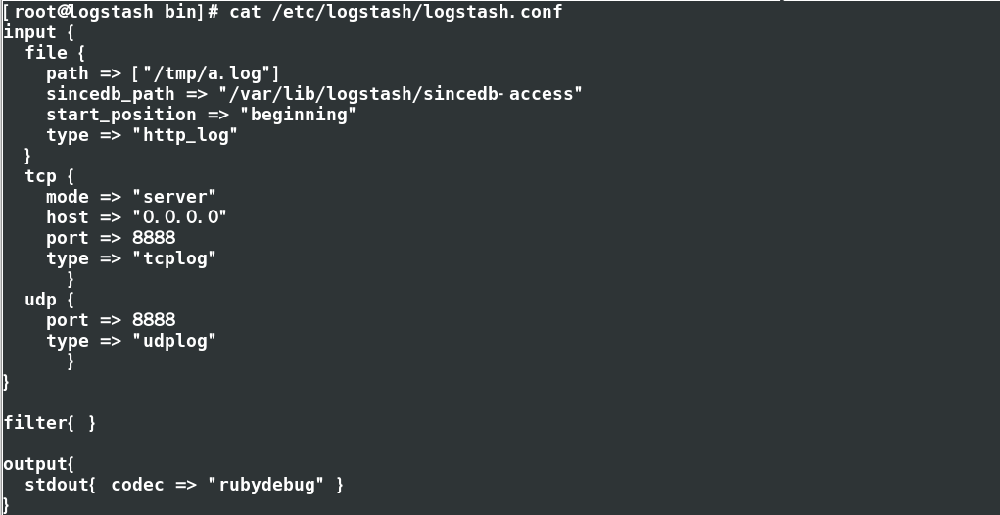 [root@logstash bin]# cat /etc/logstash/logstash.conf
input {
  file {
    path => ["/tmp/a.log"]
    sincedb_path => "/var/lib/logstash/sincedb-access"
    start_position => "beginning"
    type => "http_log"
  }
  tcp {
    mode => "server"
    host => "0.0.0.0"
    port => 8888
    type => "tcplog"
      }
  udp {
    port => 8888
    type => "udplog"
      }
}

filter{ }

output{
  stdout{ codec => "rubydebug" }
}